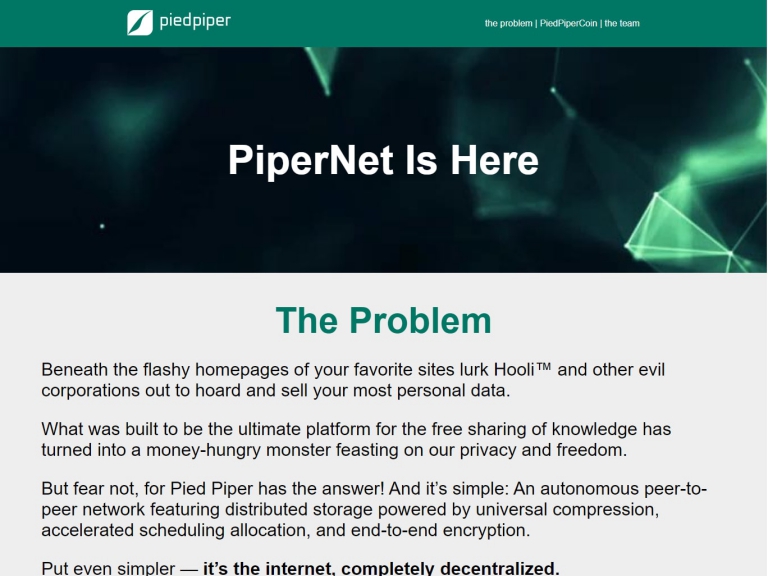 piedpiper
the problem | PiedPiperCoin | the team
PiperNet Is Here
The Problem
Beneath the flashy homepages of your favorite sites lurk Hooli™ and other evil
corporations out to hoard and sell your most personal data.
What was built to be the ultimate platform for the free sharing of knowledge has
turned into a money-hungry monster feasting on our privacy and freedom.
But fear not, for Pied Piper has the answer! And it’s simple: An autonomous peer-to-
peer network featuring distributed storage powered by universal compression,
accelerated scheduling allocation, and end-to-end encryption.
Put even simpler — it’s the internet, completely decentralized.